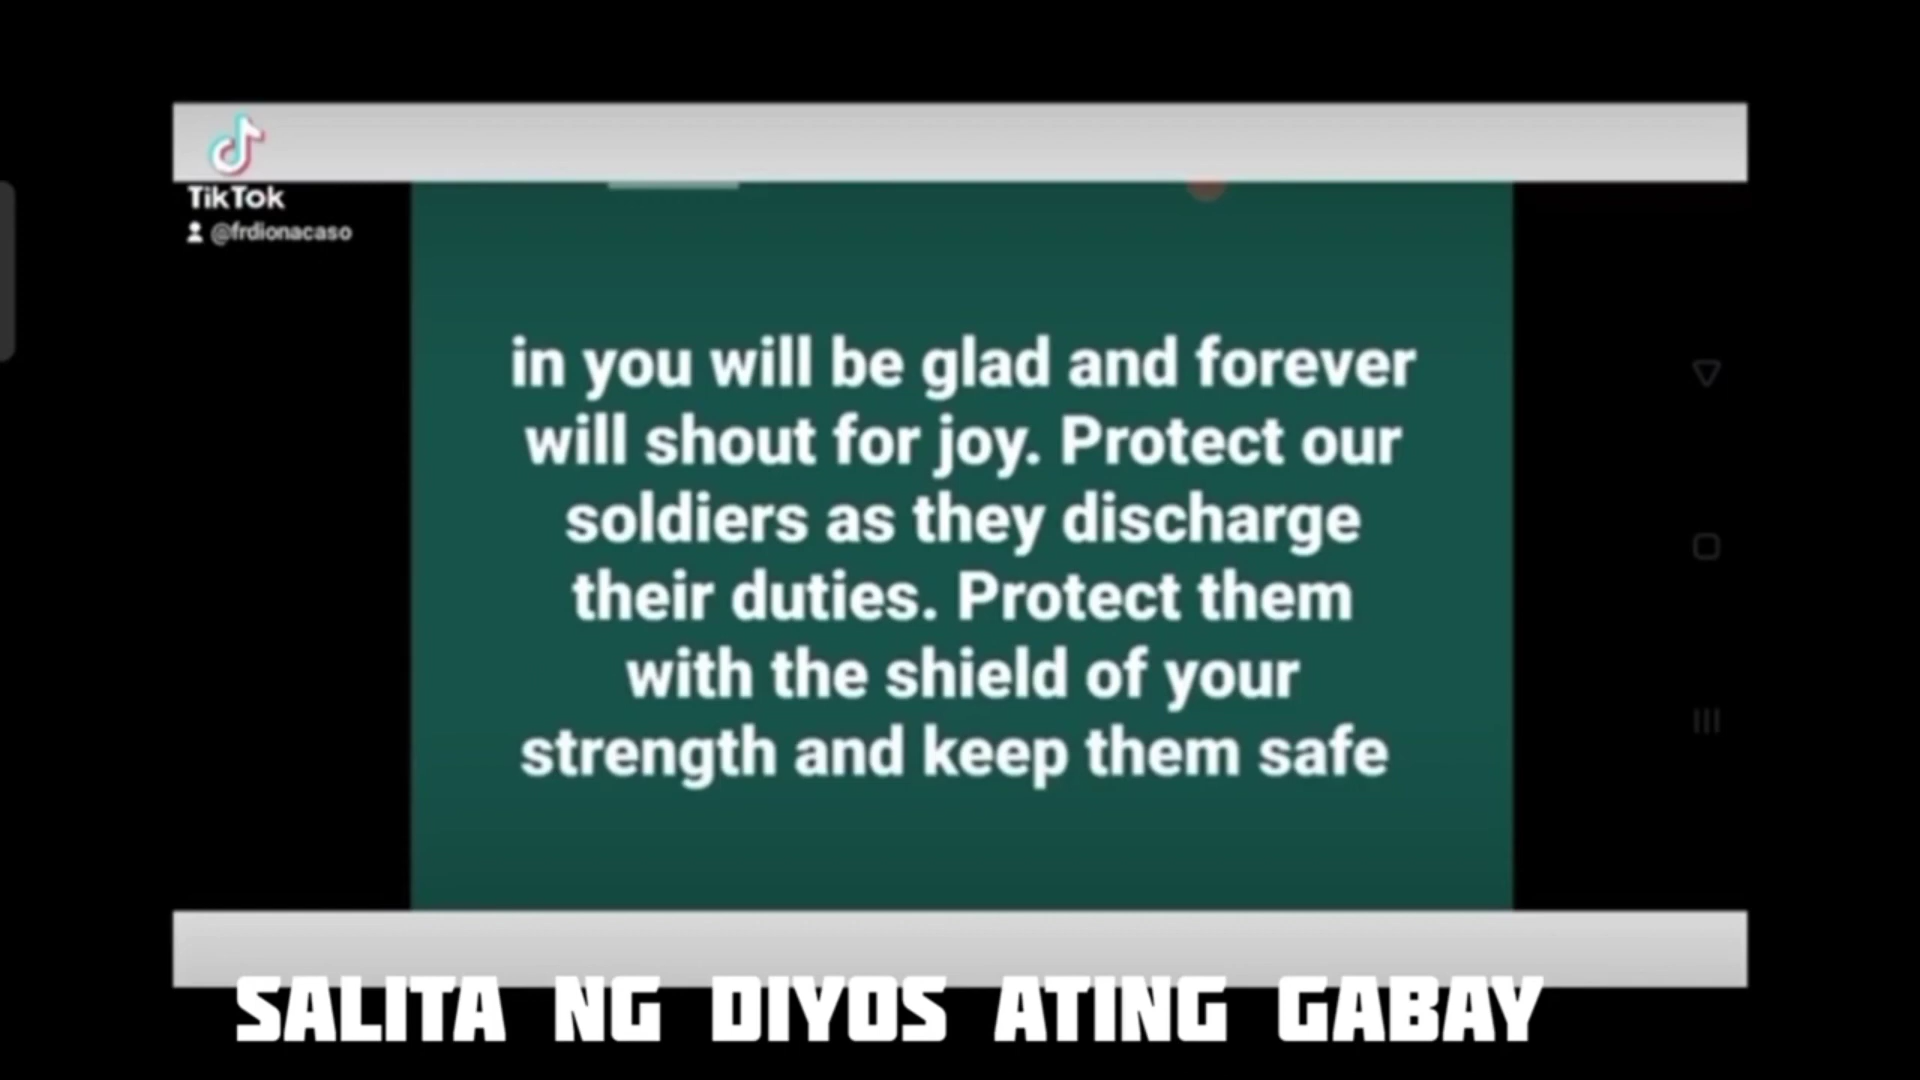 TikTok
@frdionacaso
in you will be glad and forever
will shout for joy. Protect our
soldiers as they discharge
their duties. Protect them
with the shield of your
strength and keep them safe
SALITA NG DIYOS ATING GABAY